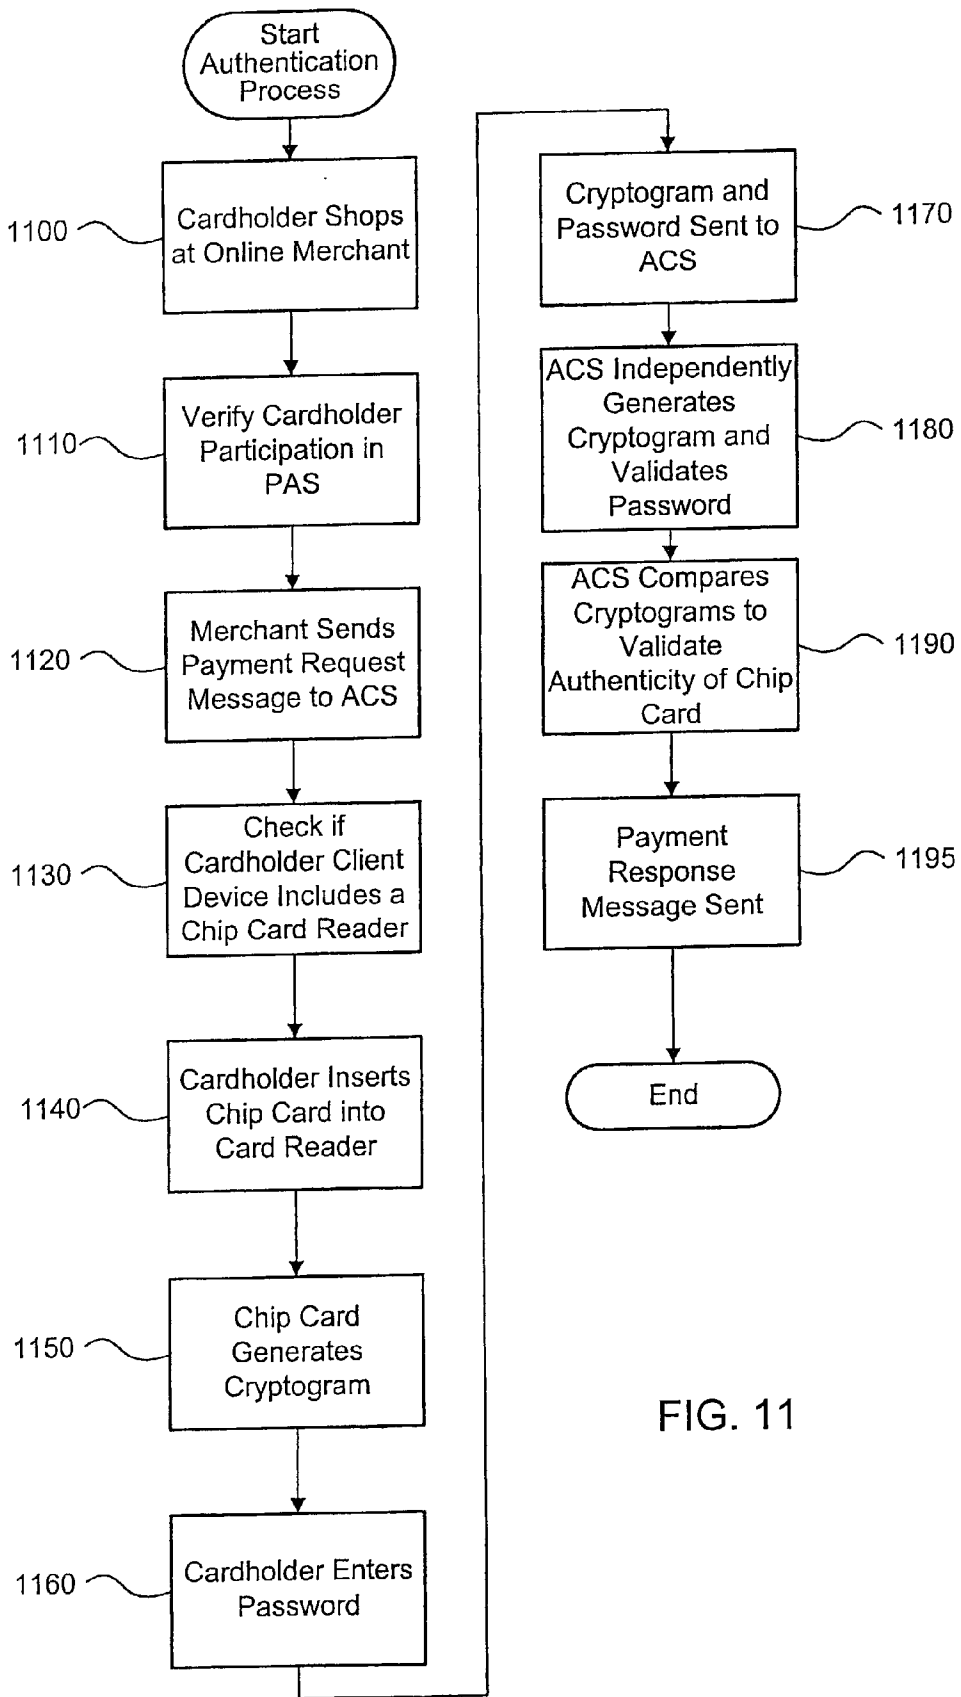 Start
Authentication
Process
1100
Cardholder Shops
at Online Merchant
1110
Verify Cardholder
Participation in
PAS
1120
Merchant Sends
Payment Request
Message to ACS
1130
Check if
Cardholder Client
Device Includes a
Chip Card Reader
1140
Cardholder Inserts
Chip Card into
Card Reader
1150
Chip Card
Generates
Cryptogram
1160
Cardholder Enters
Password
Cryptogram and
Password Sent to
ACS
1170
ACS Independently
Generates
Cryptogram and
Validates
Password
1180
ACS Compares
Cryptograms to
Validate
Authenticity of Chip
Card
1190
Payment
Response
Message Sent
1195
End
FIG. 11